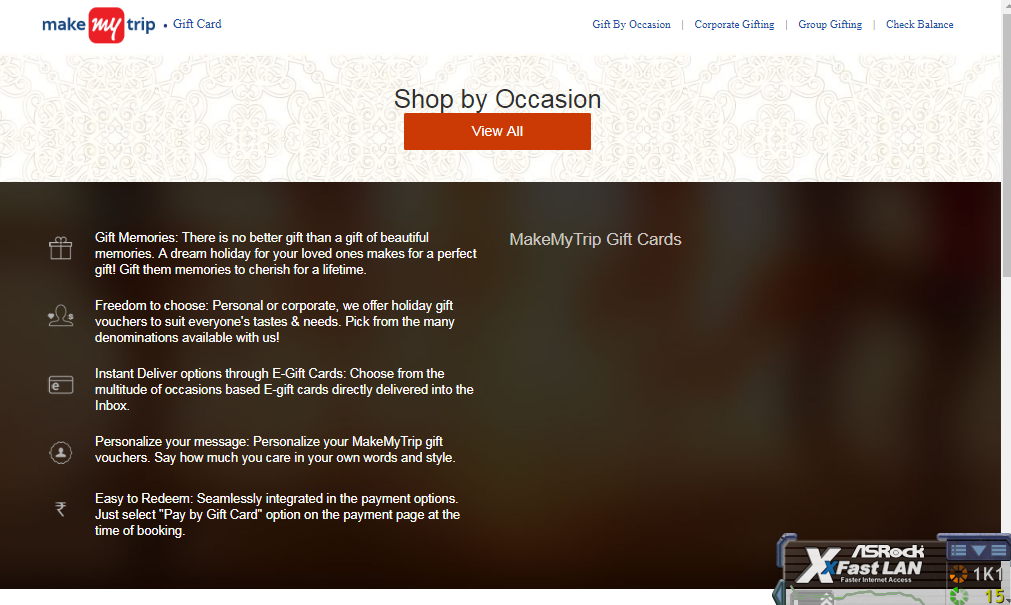 make my trip • Gift Card
Gift By Occasion | Corporate Gifting | Group Gifting | Check Balance
Shop by Occasion
View All
Gift Memories: There is no better gift than a gift of beautiful
memories. A dream holiday for your loved ones makes for a perfect
gift! Gift them memories to cherish for a lifetime.
Freedom to choose: Personal or corporate, we offer holiday gift
vouchers to suit everyone's tastes & needs. Pick from the many
denominations available with us!
Instant Deliver options through E-Gift Cards: Choose from the
multitude of occasions based E-gift cards directly delivered into the
Inbox.
Personalize your message: Personalize your MakeMyTrip gift
vouchers. Say how much you care in your own words and style.
Easy to Redeem: Seamlessly integrated in the payment options.
Just select "Pay by Gift Card" option on the payment page at the
time of booking.
MakeMyTrip Gift Cards
ASRock
XFast LAN
Faster Internet Access
1K1
15